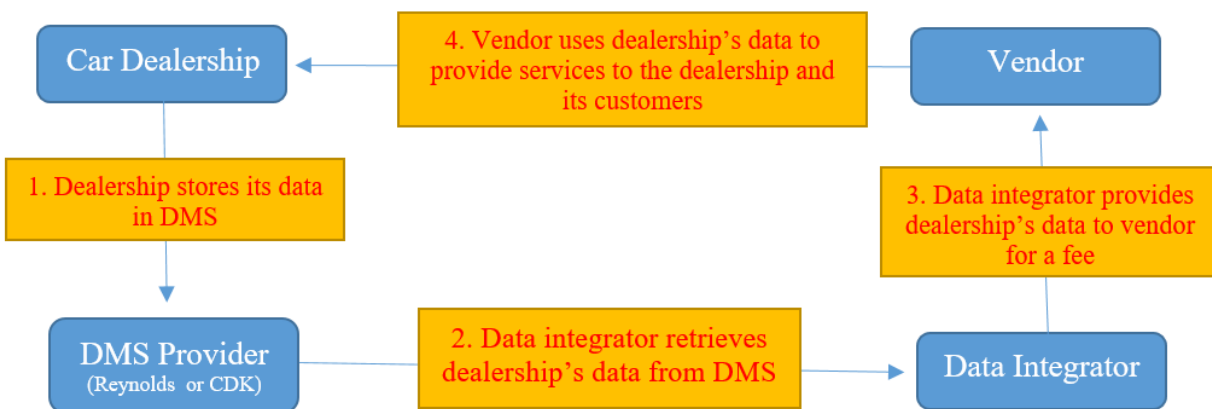 Car Dealership
4. Vendor uses dealership’s data to
provide services to the dealership and
its customers
Vendor
1. Dealership stores its data
in DMS
3. Data integrator provides
dealership’s data to vendor
for a fee
DMS Provider
(Reynolds or CDK)
2. Data integrator retrieves
dealership’s data from DMS
Data Integrator